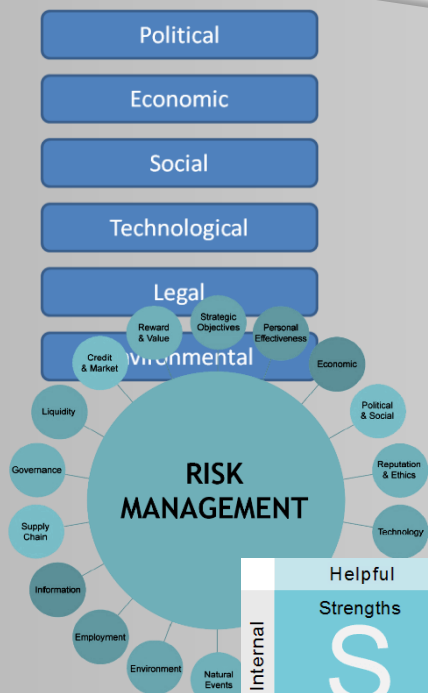 Political
Economic
Social
Technological
Legal
vironmental
Strategic
Objectives
Reward
& Value
Personal
Effectiveness
Credit
& Market
Economic
Liquidity
Political
& Social
Governance
Reputation
& Ethics
RISK
MANAGEMENT
Supply
Chain
Technology
Information
Employment
Environment
Natural
Events
Helpful
Internal
Strengths
S